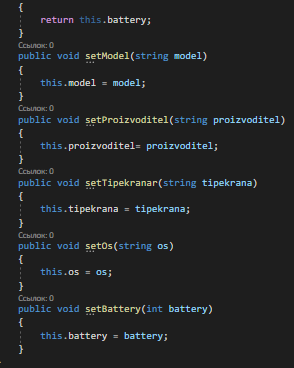 {
return this.battery;
}
Ссылок: 0
public void setModel(string model)
{
this.model = model;
}
Ссылок: 0
public void setProizvoditel(string proizvoditel)
{
this.proizvoditel= proizvoditel;
}
Ссылок: 0
public void setTipekranar(string tipekrana)
{
this.tipekrana = tipekrana;
}
Ссылок: 0
public void setOs(string os)
{
this.os = os;
}
Ссылок: 0
public void setBattery(int battery)
{
this.battery = battery;
}